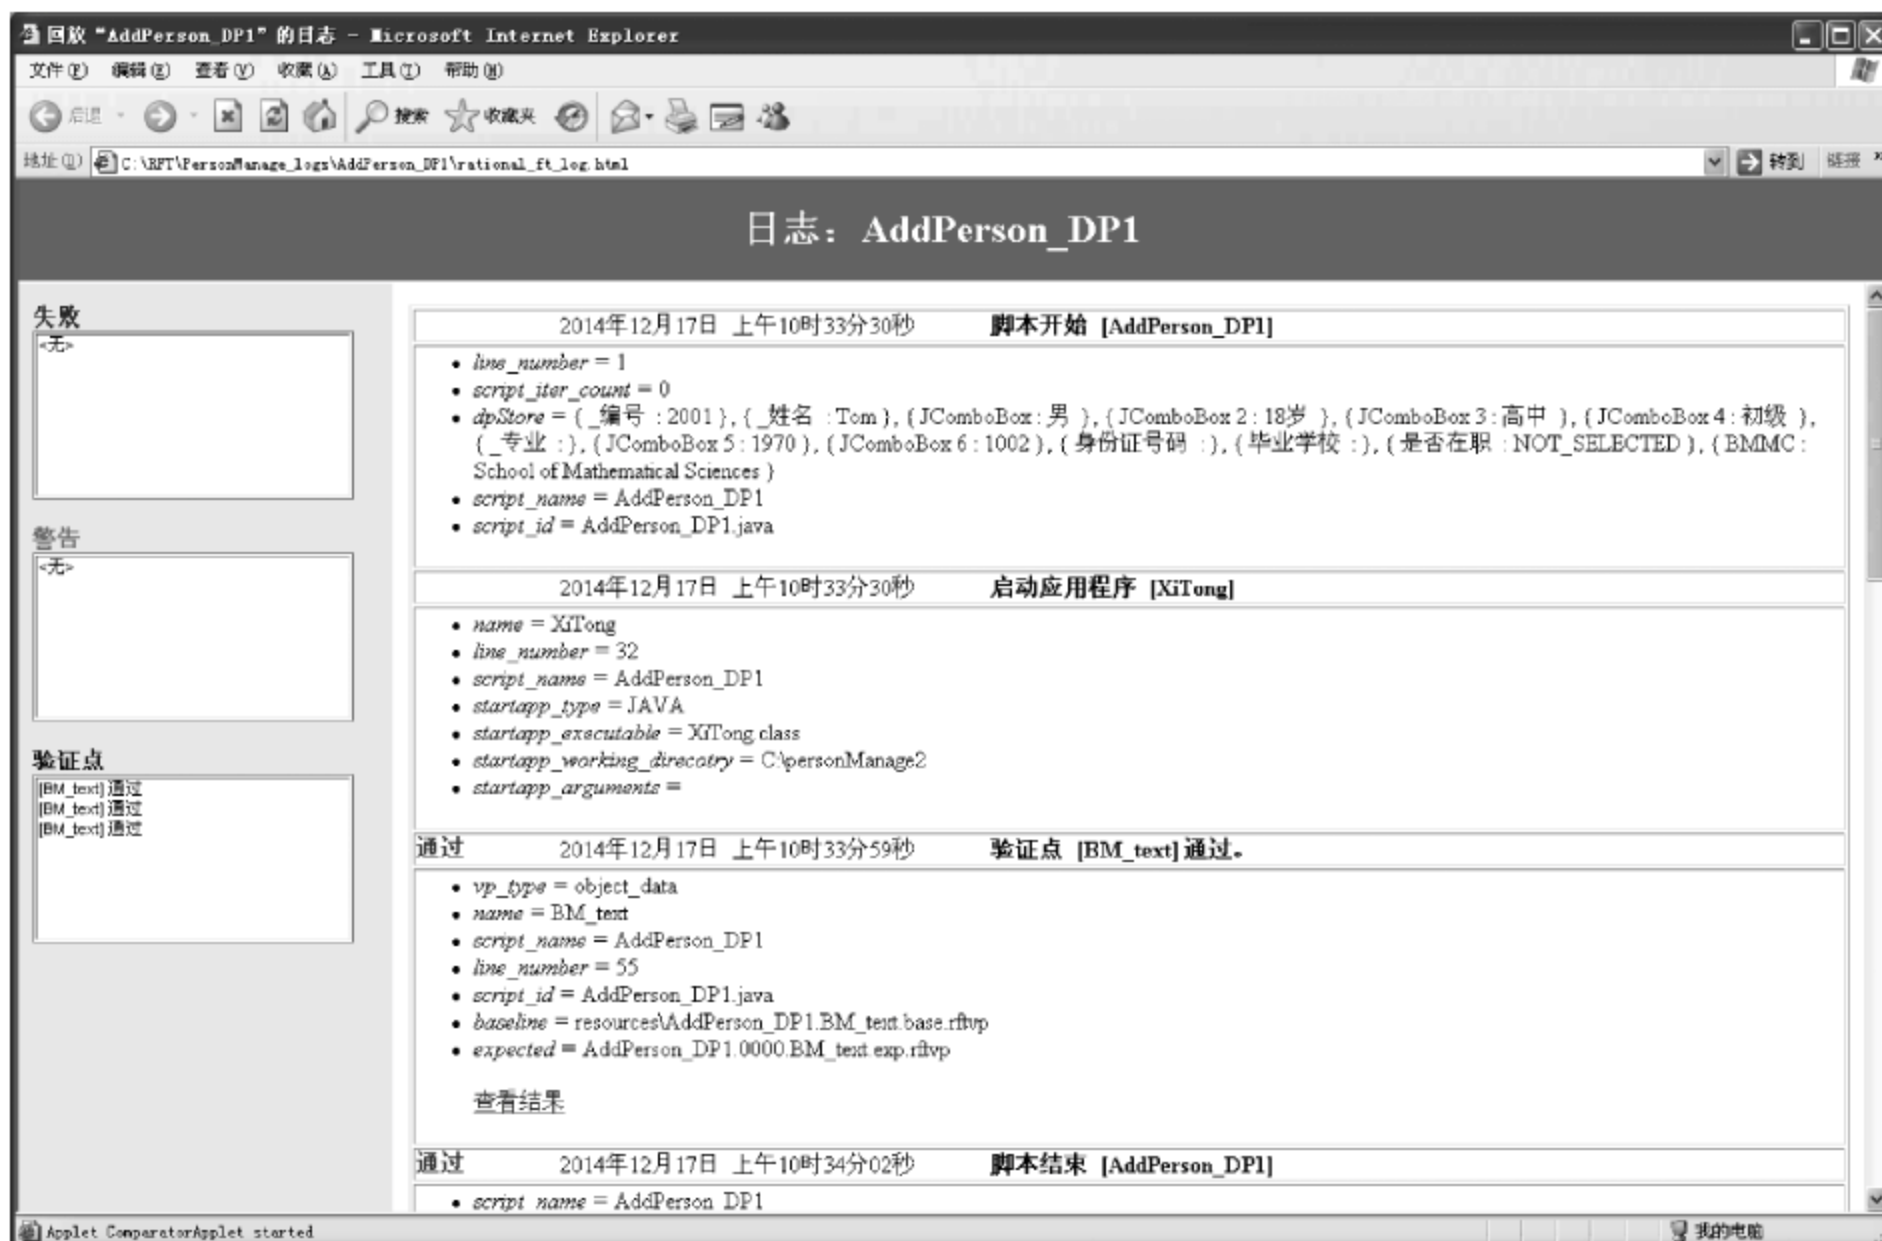 回放 “AddPerson_DP1” 的日志 - Microsoft Internet Explorer
文件(F) 编辑(E) 查看(V) 收藏(A) 工具(T) 帮助(H)
后退 搜索 收藏夹
地址(D) C:\RFT\PersonManage_logs\AddPerson_DP1\rational_ft_log.html 转到 链接 »
日志：AddPerson_DP1
失败
<无>
警告
<无>
验证点
[BM_text] 通过
[BM_text] 通过
[BM_text] 通过
2014年12月17日 上午10时33分30秒 脚本开始 [AddPerson_DP1]
• line_number = 1
• script_iter_count = 0
• dpStore = { _编号 : 2001 }, { _姓名 : Tom }, { JComboBox : 男 }, { JComboBox 2 : 18岁 }, { JComboBox 3 : 高中 }, { JComboBox 4 : 初级 },
{ _专业 : }, { JComboBox 5 : 1970 }, { JComboBox 6 : 1002 }, { 身份证号码 : }, { 毕业学校 : }, { 是否在职 : NOT_SELECTED }, { BMMC :
School of Mathematical Sciences }
• script_name = AddPerson_DP1
• script_id = AddPerson_DP1.java
2014年12月17日 上午10时33分30秒 启动应用程序 [XiTong]
• name = XiTong
• line_number = 32
• script_name = AddPerson_DP1
• startapp_type = JAVA
• startapp_executable = XiTong.class
• startapp_working_direcotry = C:\personManage2
• startapp_arguments =
通过 2014年12月17日 上午10时33分59秒 验证点 [BM_text] 通过。
• vp_type = object_data
• name = BM_text
• script_name = AddPerson_DP1
• line_number = 55
• script_id = AddPerson_DP1.java
• baseline = resources\AddPerson_DP1.BM_text.base.rftvp
• expected = AddPerson_DP1.0000.BM_text.exp.rftvp
查看结果
通过 2014年12月17日 上午10时34分02秒 脚本结束 [AddPerson_DP1]
• script_name = AddPerson_DP1
Applet ComparatorApplet started 我的电脑